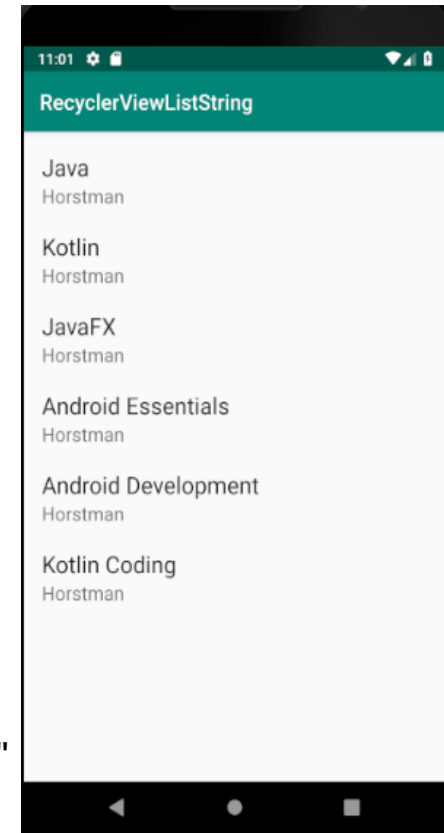 11:01
RecyclerViewListString
Java
Horstman
Kotlin
Horstman
JavaFX
Horstman
Android Essentials
Horstman
Android Development
Horstman
Kotlin Coding
Horstman
"